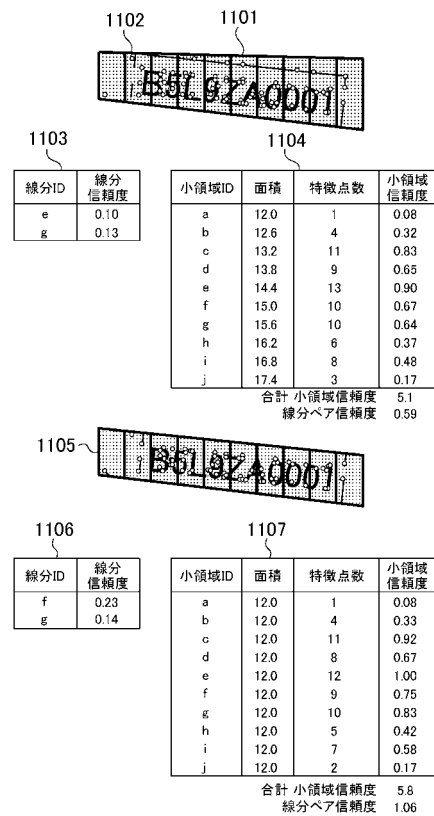 1101
1102
B5L9ZA0001
1103
1104
線分ID 線分信頼度
e 0.10
g 0.13
小領域ID 面積 特徴点数 小領域信頼度
a 12.0 1 0.08
b 12.6 4 0.32
c 13.2 11 0.83
d 13.8 9 0.65
e 14.4 13 0.90
f 15.0 10 0.67
g 15.6 10 0.64
h 16.2 6 0.37
i 16.8 8 0.48
j 17.4 3 0.17
合計 小領域信頼度 5.1
線分ペア信頼度 0.59
1105
B5L9ZA0001
1106
1107
線分ID 線分信頼度
f 0.23
g 0.14
小領域ID 面積 特徴点数 小領域信頼度
a 12.0 1 0.08
b 12.0 4 0.33
c 12.0 11 0.92
d 12.0 8 0.67
e 12.0 12 1.00
f 12.0 9 0.75
g 12.0 10 0.83
h 12.0 5 0.42
i 12.0 7 0.58
j 12.0 2 0.17
合計 小領域信頼度 5.8
線分ペア信頼度 1.06